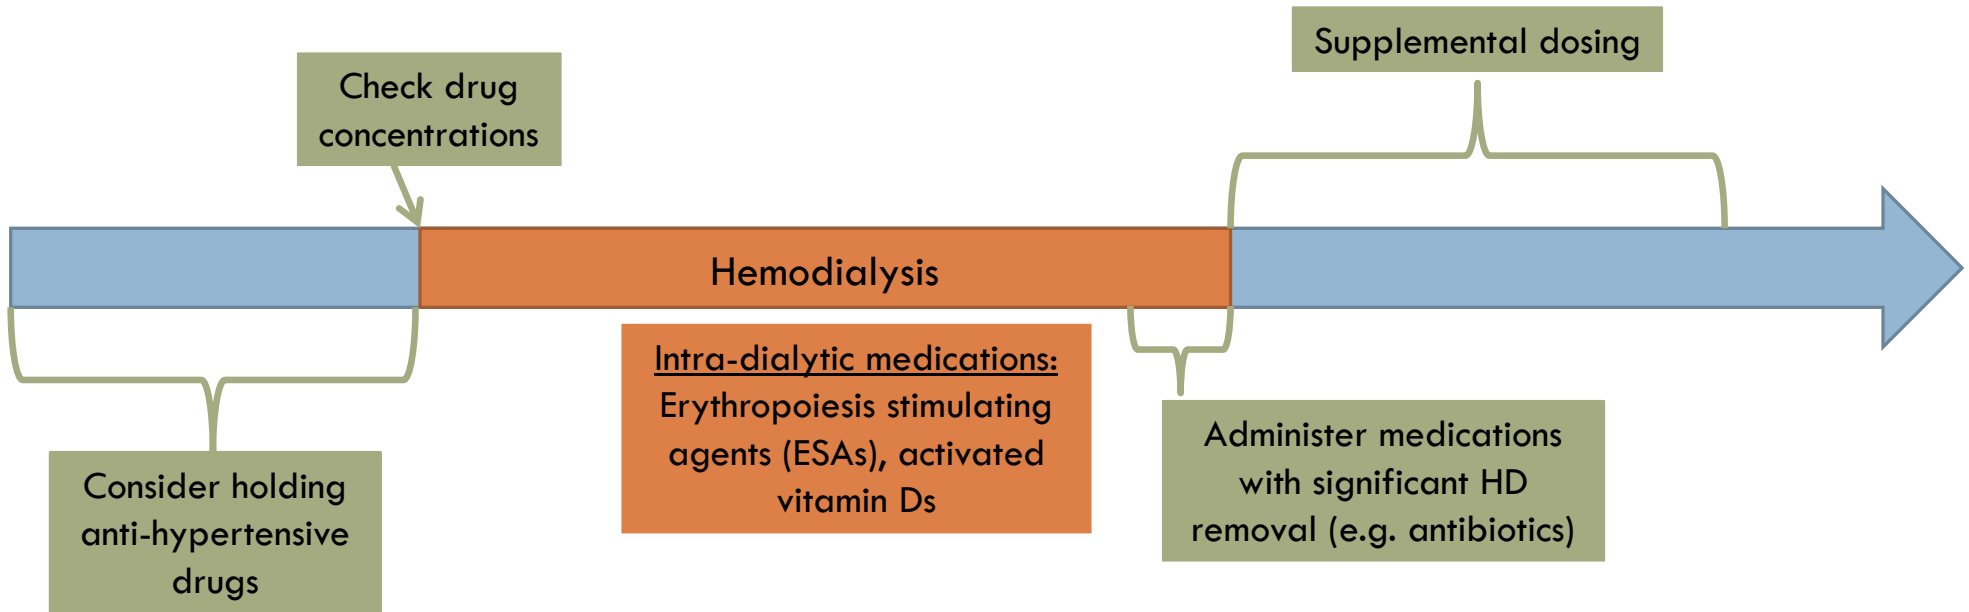 Supplemental dosing
Check drug
concentrations
Hemodialysis
Intra-dialytic medications:
Erythropoiesis stimulating
agents (ESAs), activated
vitamin Ds
Administer medications
with significant HD
removal (e.g. antibiotics)
Consider holding
anti-hypertensive
drugs